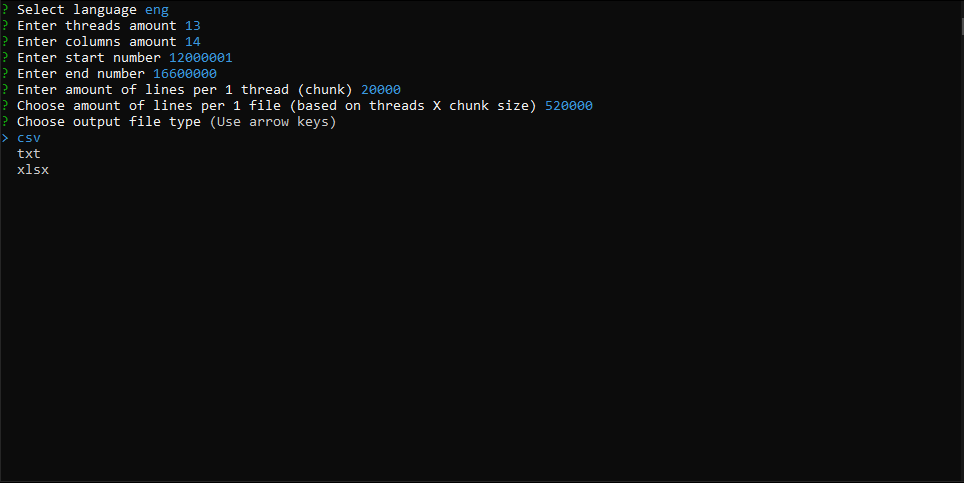 ? Select language eng
? Enter threads amount 13
? Enter columns amount 14
? Enter start number 12000001
? Enter end number 16600000
? Enter amount of lines per 1 thread (chunk) 20000
? Choose amount of lines per 1 file (based on threads X chunk size) 520000
? Choose output file type (Use arrow keys)
> csv
txt
xlsx